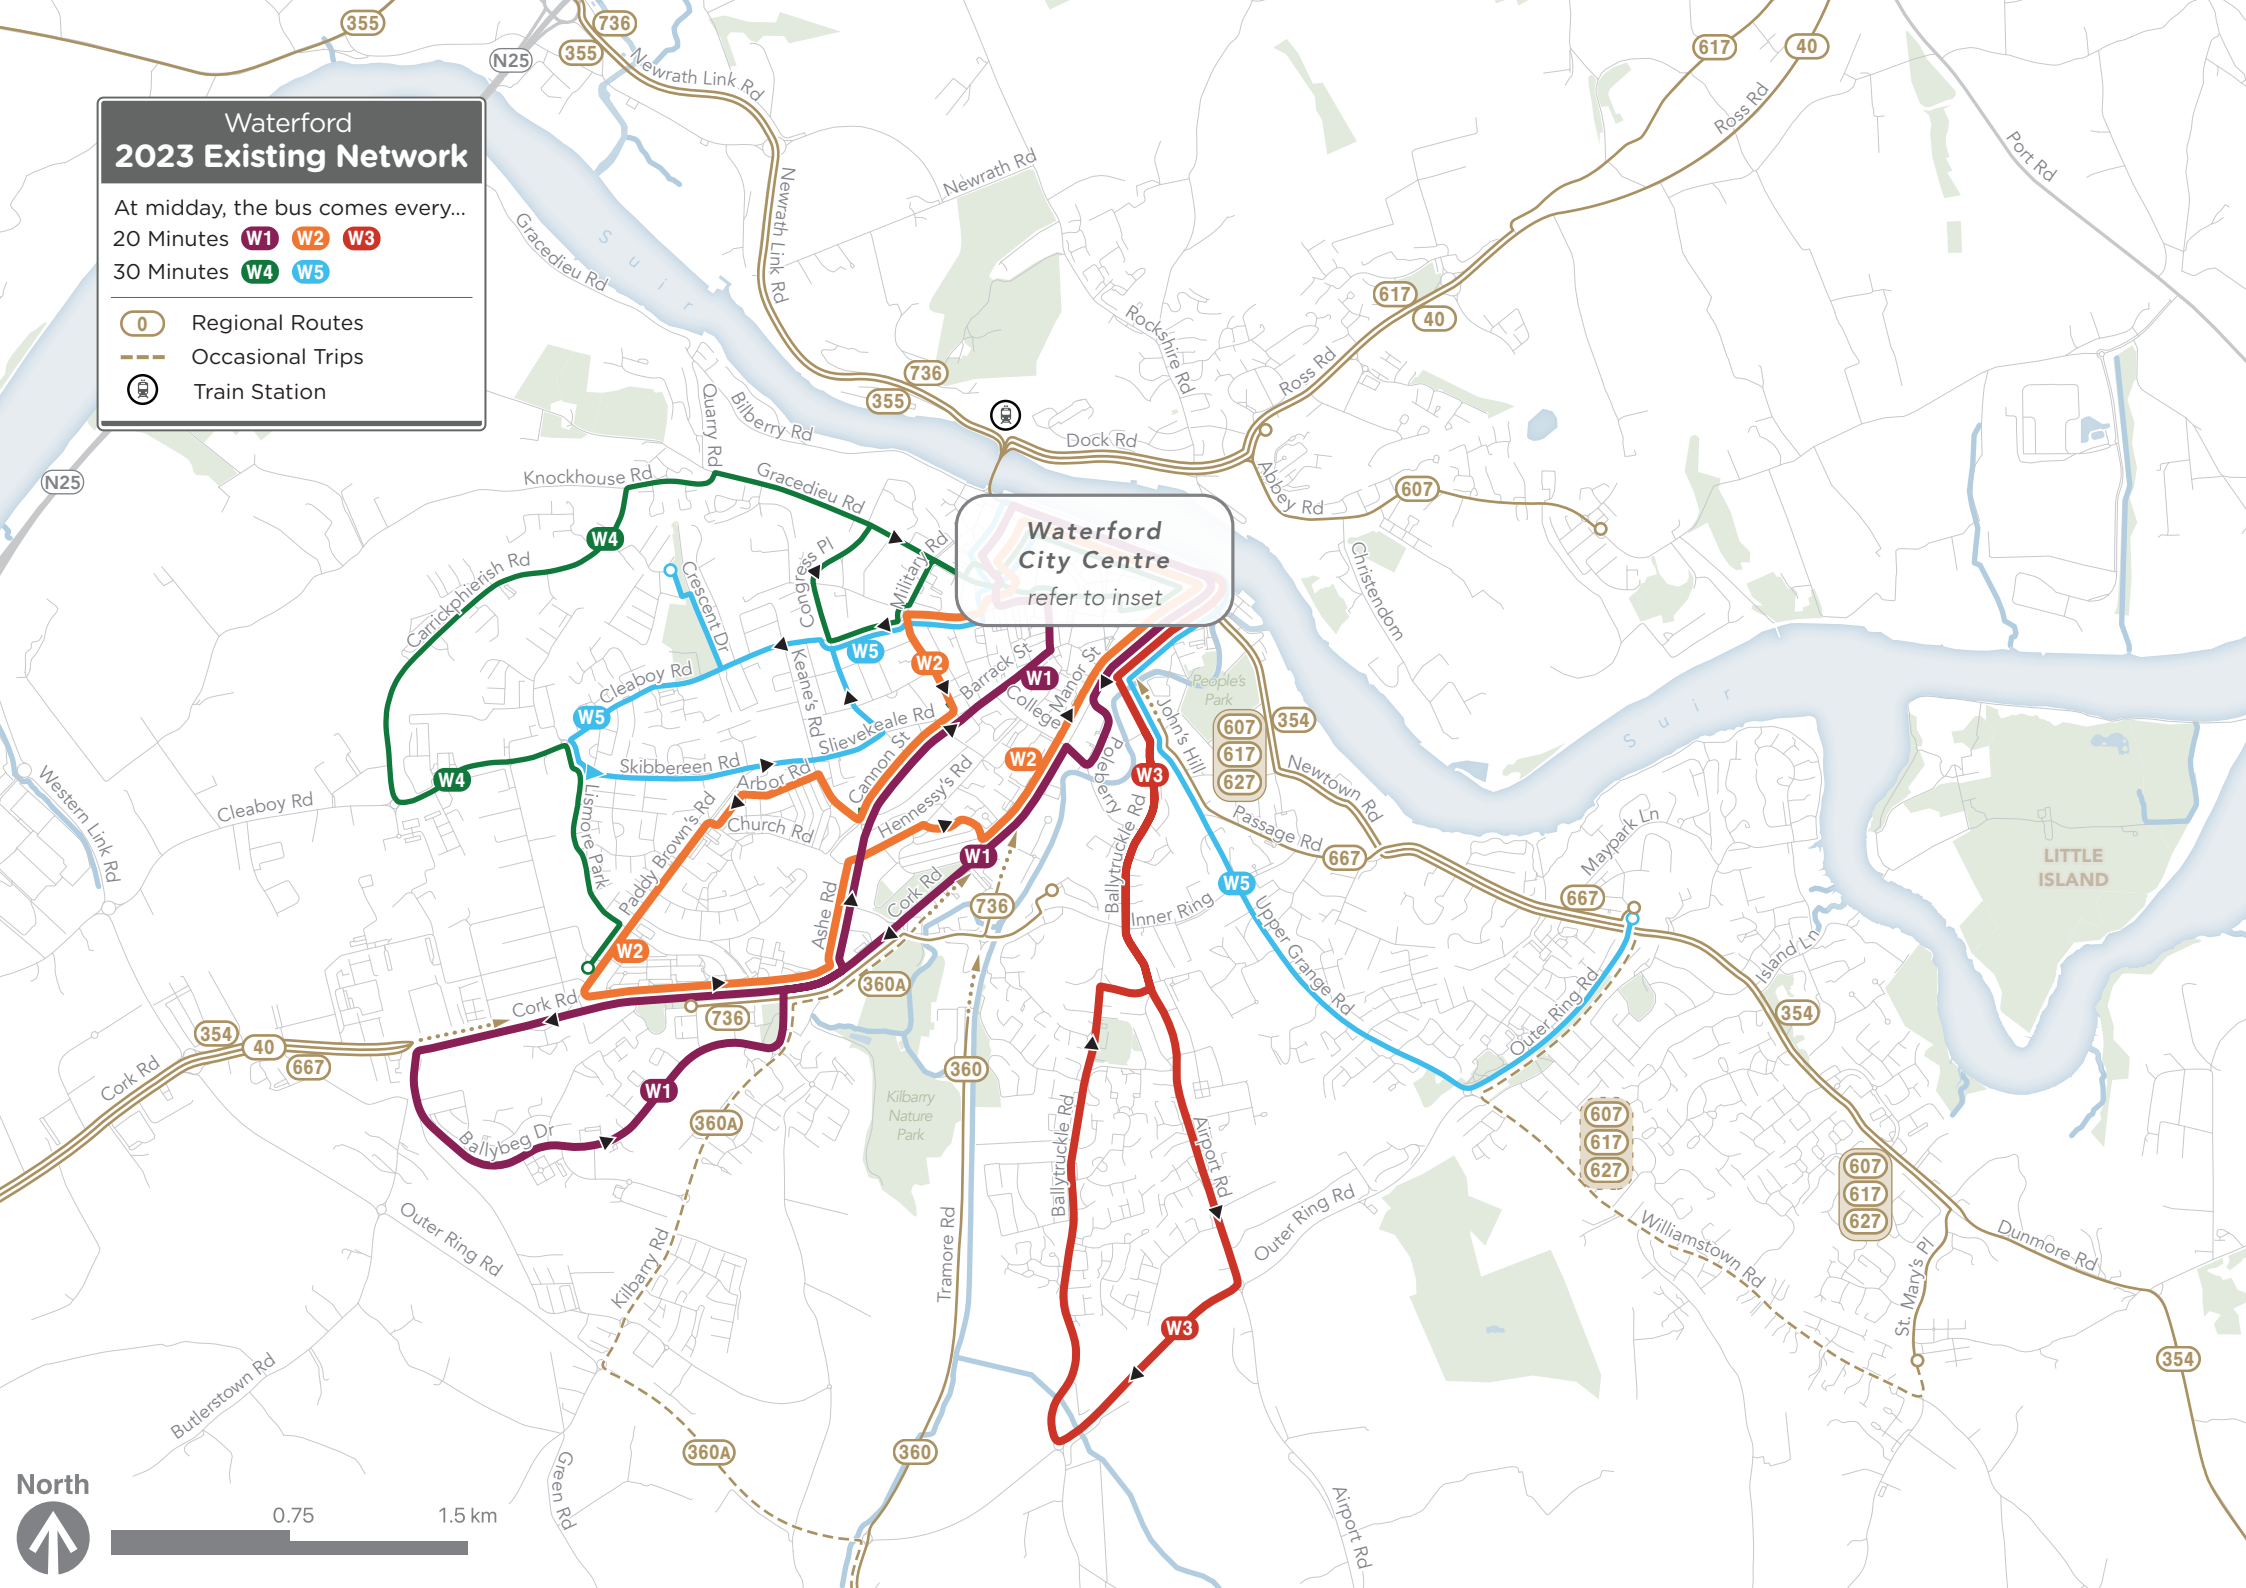 355
736
355
N25
Newrath Link Rd
617
40
Ross Rd
Port Rd
Waterford
2023 Existing Network
At midday, the bus comes every...
20 Minutes W1 W2 W3
30 Minutes W4 W5
0 Regional Routes
Occasional Trips
Train Station
Newrath Rd
Newrath Link Rd
Gracedieu Rd
Suir
617
40
Rockshire Rd
Ross Rd
736
355
Quarry Rd
Bilberry Rd
Dock Rd
N25
Knockhouse Rd
Gracedieu Rd
Abbey Rd
607
W4
Waterford
City Centre
refer to inset
Carrickphierish Rd
Congress Pl
Military Rd
Christendom
Crescent Dr
W5
W2
Barrack St
W1
Manor St
College
People's
Park
Cleaboy Rd
Keane's Rd
W5
Slievekeale Rd
John's Hill
607
617
627
354
Suir
Skibbereen Rd
Arbor Rd
Cannon St
W2
Poleberry
W3
Newtown Rd
W4
Cleaboy Rd
Western Link Rd
Lismore Park
Paddy Brown's Rd
Church Rd
Hennessy's Rd
Passage Rd
Maypark Ln
667
W1
LITTLE
ISLAND
Ballytruckle Rd
W5
667
Cork Rd
736
Ashe Rd
Inner Ring
Upper Grange Rd
W2
Island Ln
360A
Cork Rd
736
Outer Ring Rd
354
354
40
667
Cork Rd
360
W1
Kilbarry
Nature
Park
360A
Ballybeg Dr
Ballytruckle Rd
Airport Rd
607
617
627
607
617
627
Outer Ring Rd
Kilbarry Rd
Tramore Rd
Outer Ring Rd
Williamstown Rd
Dunmore Rd
St. Mary's Pl
W3
354
Butlerstown Rd
360A
360
Green Rd
Airport Rd
North
0.75
1.5 km